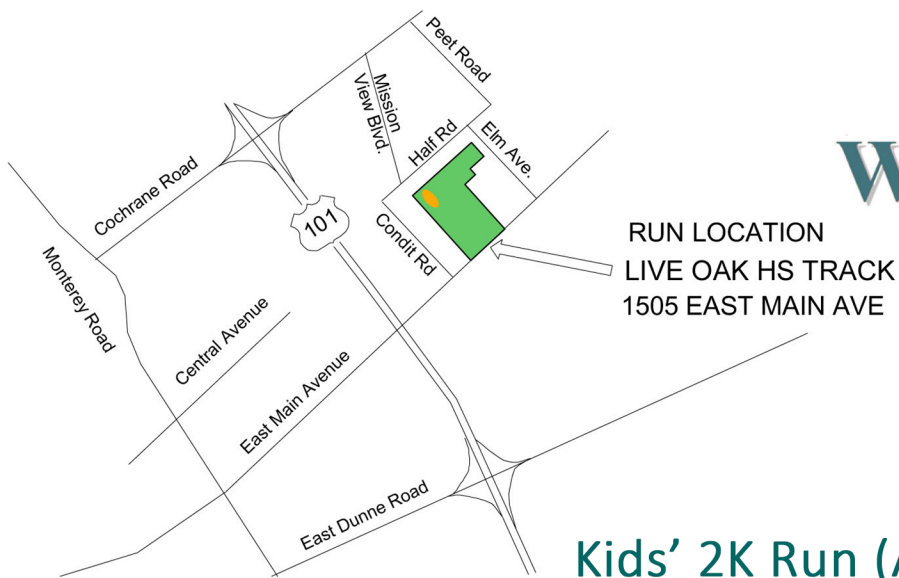 Peet Road
Mission
View Blvd.
Half Rd
Elm Ave.
W
Cochrane Road
101
Condit Rd
RUN LOCATION
LIVE OAK HS TRACK
1505 EAST MAIN AVE
Monterey Road
Central Avenue
East Main Avenue
East Dunne Road
Kids’ 2K Run (